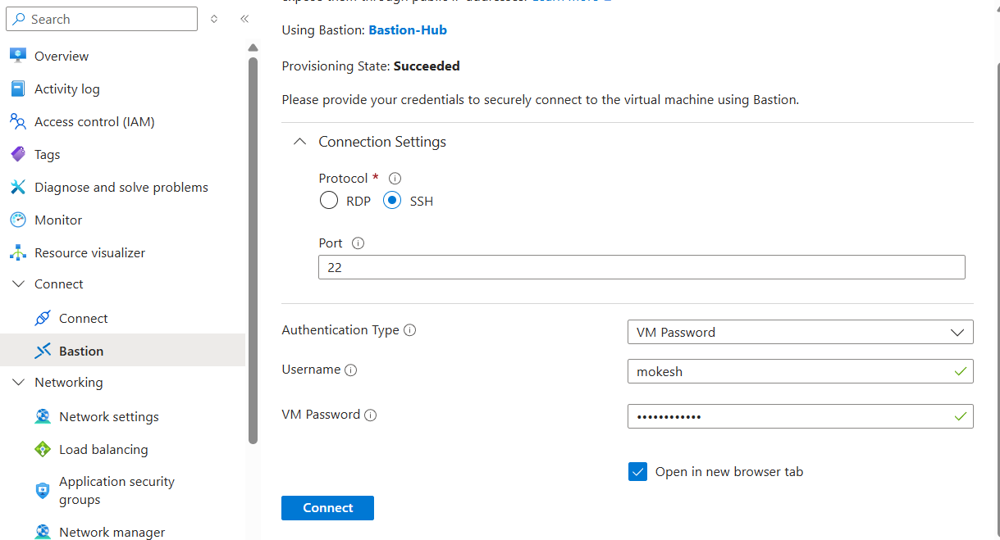 Search
Overview
Activity log
Access control (IAM)
Tags
Diagnose and solve problems
Monitor
Resource visualizer
Connect
Connect
Bastion
Networking
Network settings
Load balancing
Application security
groups
Network manager
Using Bastion: Bastion-Hub
Provisioning State: Succeeded
Please provide your credentials to securely connect to the virtual machine using Bastion.
Connection Settings
Protocol *
RDP
SSH
Port
22
Authentication Type
VM Password
Username
mokesh
VM Password
••••••••••••
Open in new browser tab
Connect